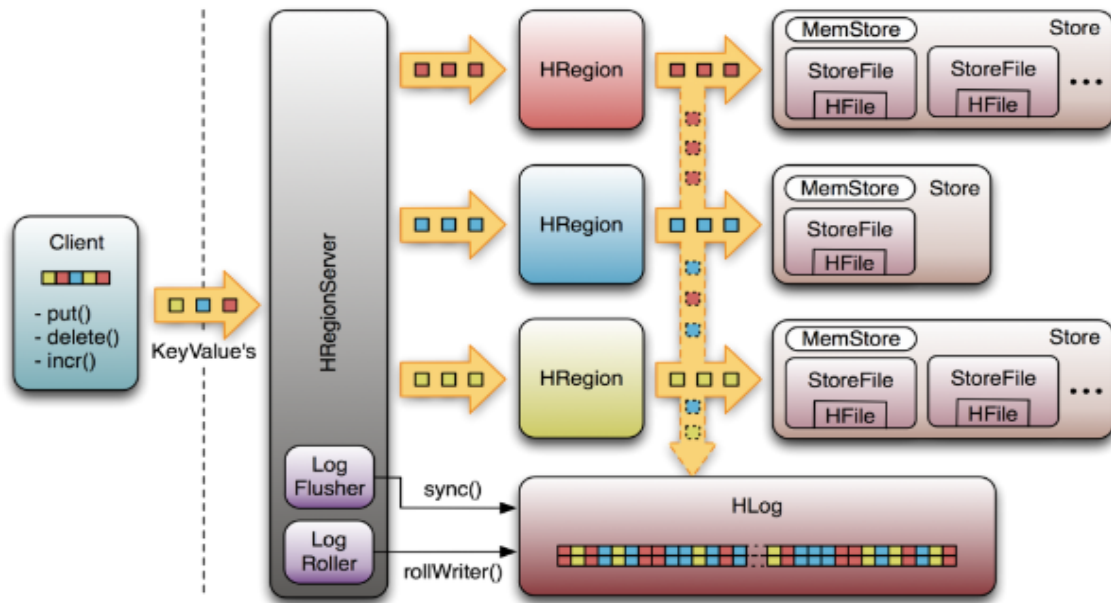 Client
- put()
- delete()
- incr()
KeyValue's
HRegionServer
Log
Flusher
Log
Roller
sync()
rollWriter()
HRegion
MemStore
Store
StoreFile
HFile
StoreFile
HFile
...
HRegion
MemStore
Store
StoreFile
HFile
HRegion
MemStore
Store
StoreFile
HFile
StoreFile
HFile
...
HLog